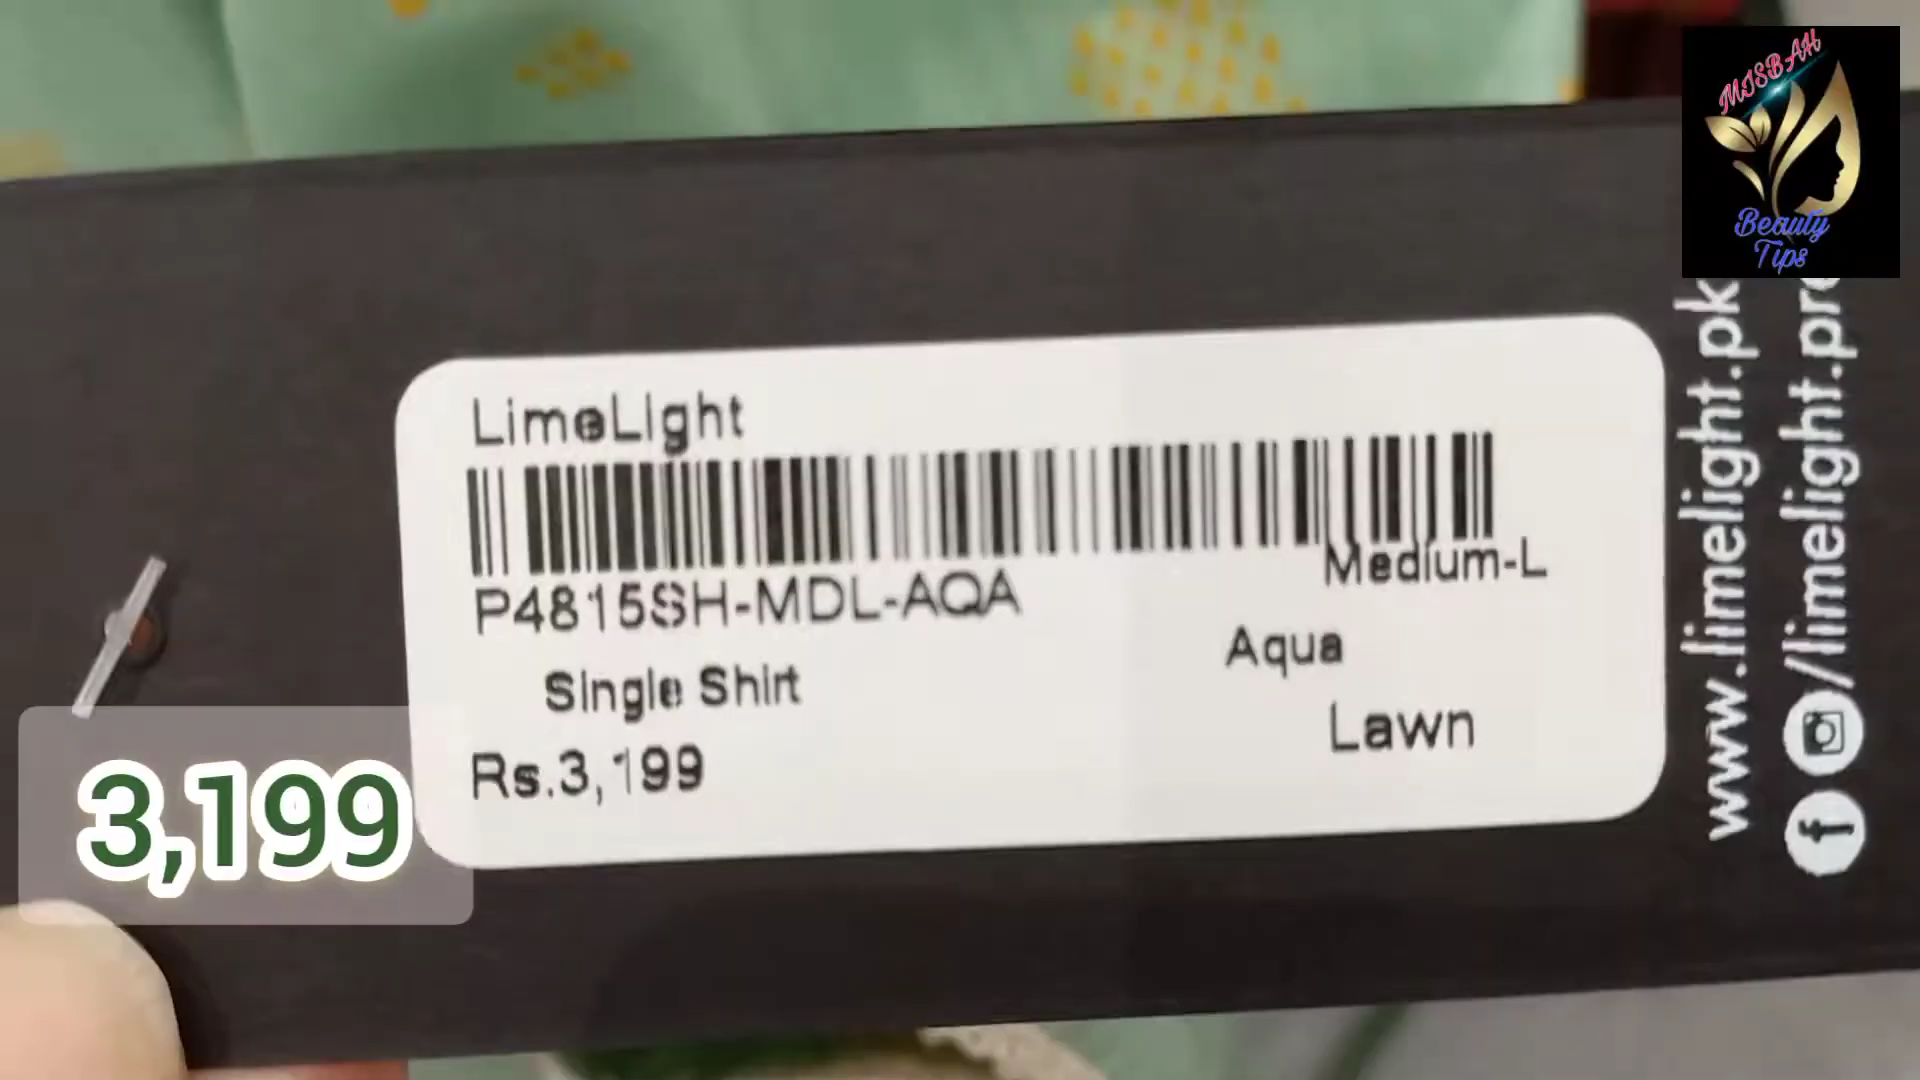 MISBAH
Beauty
Tips
LimeLight
P4815SH-MDL-AQA
Medium-L
Single Shirt
Aqua
Rs.3,199
Lawn
3,199
www.limelight.pk
/limelight.pr